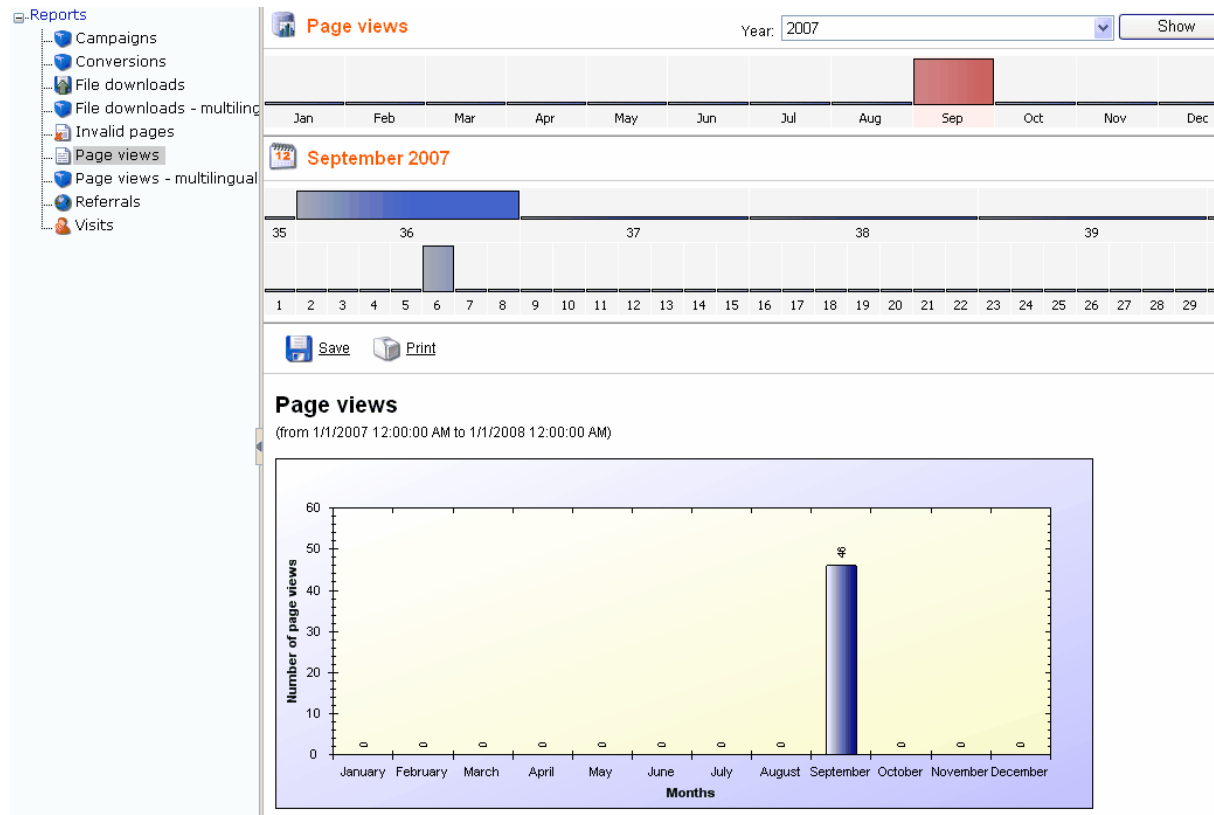 Reports
Campaigns
Conversions
File downloads
File downloads - multiling
Invalid pages
Page views
Page views - multilingual
Referrals
Visits
Page views Year: 2007 Show
Jan Feb Mar Apr May Jun Jul Aug Sep Oct Nov Dec
12 September 2007
35 36 37 38 39
1 2 3 4 5 6 7 8 9 10 11 12 13 14 15 16 17 18 19 20 21 22 23 24 25 26 27 28 29
Save Print
Page views
(from 1/1/2007 12:00:00 AM to 1/1/2008 12:00:00 AM)
Number of page views
60
50
40
30
20
10
0
46
0 0 0 0 0 0 0 0 0 0 0
January February March April May June July August September October November December
Months